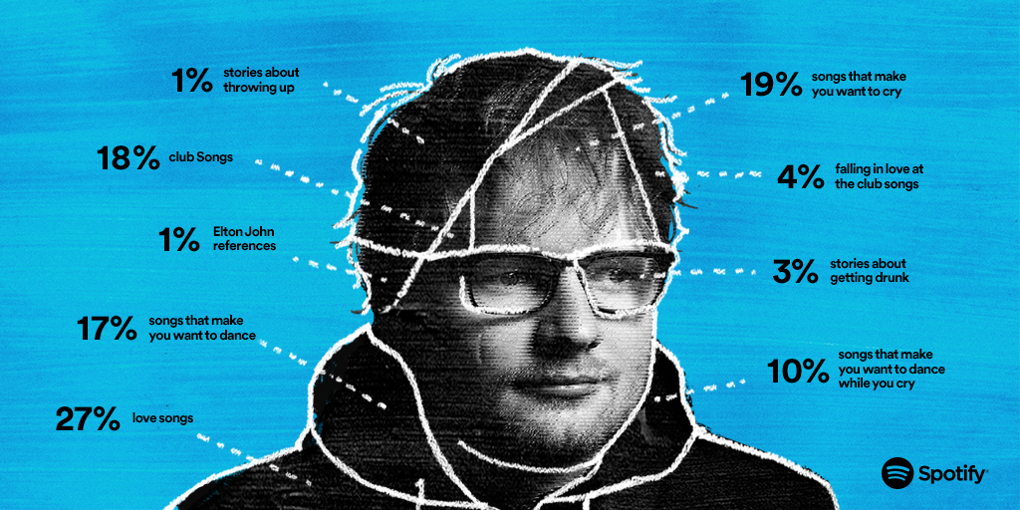 1%
stories about
throwing up
18%
club Songs
1%
Elton John
references
17%
songs that make
you want to dance
27%
love songs
19%
songs that make
you want to cry
4%
falling in love at
the club songs
3%
stories about
getting drunk
10%
songs that make
you want to dance
while you cry
Spotify